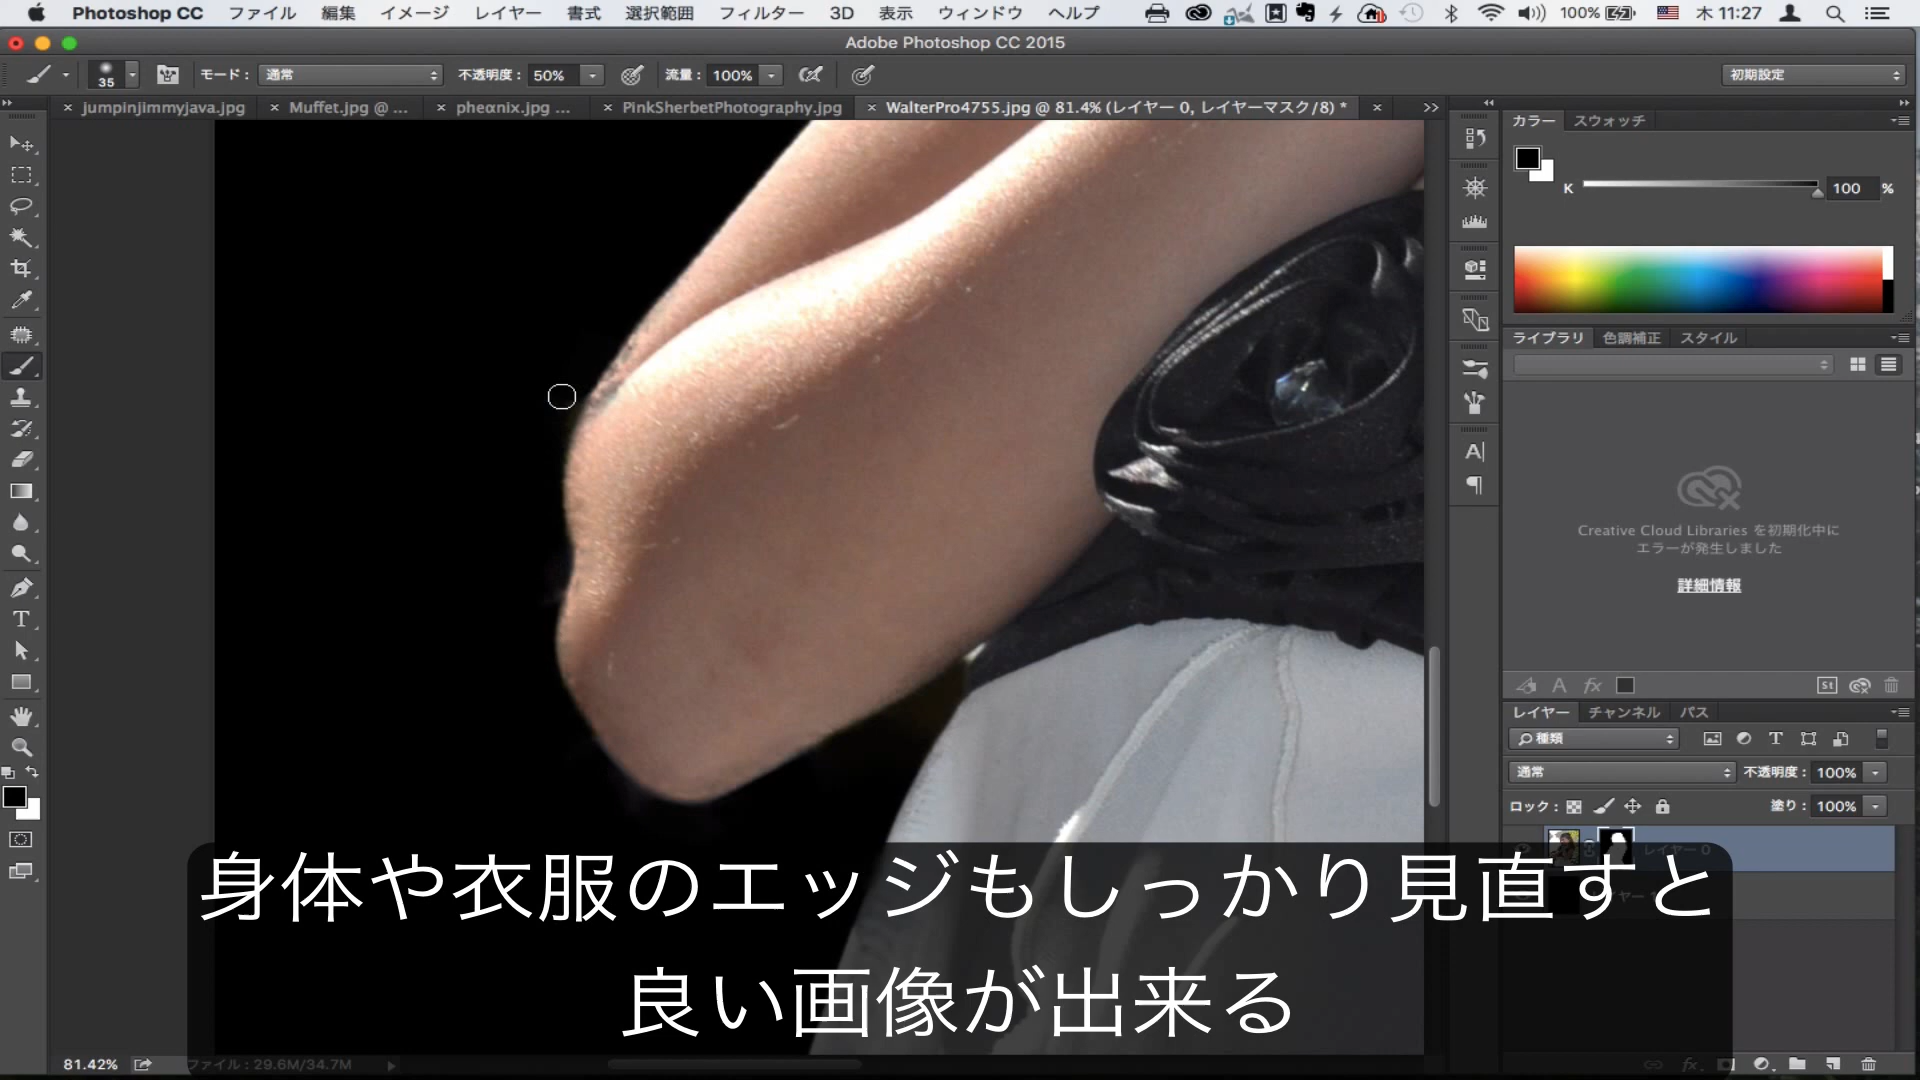 Photoshop CC ファイル 編集 イメージ レイヤー 書式 選択範囲 フィルター 3D 表示 ウィンドウ ヘルプ 100% 木 11:27
Adobe Photoshop CC 2015
35 モード: 通常 不透明度: 50% 流量: 100% 初期設定
jumpinjimmyjava.jpg Muffet.jpg @ ... pheαnix.jpg ... PinkSherbetPhotography.jpg WalterPro4755.jpg @ 81.4% (レイヤー 0, レイヤーマスク/8) *
カラー スウォッチ
K 100 %
ライブラリ 色調補正 スタイル
Creative Cloud Libraries を初期化中に
エラーが発生しました
詳細情報
レイヤー チャンネル パス
種類
通常 不透明度: 100%
ロック: 塗り: 100%
レイヤー 0
身体や衣服のエッジもしっかり見直すと
良い画像が出来る
81.42% ファイル: 29.6M/34.7M